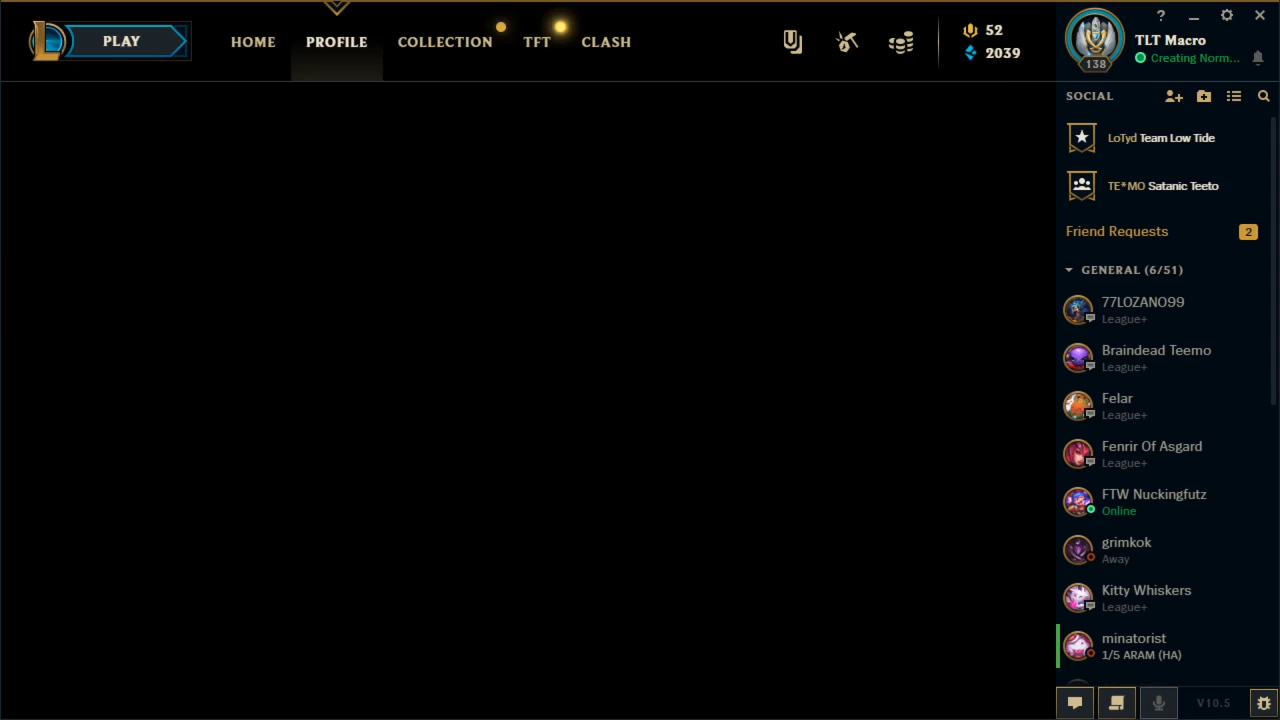 PLAY
HOME
PROFILE
COLLECTION
TFT
CLASH
52
2039
?
138
TLT Macro
Creating Norm...
SOCIAL
LoTyd Team Low Tide
TE*MO Satanic Teeto
Friend Requests
2
GENERAL (6/51)
77LOZANO99
League+
Braindead Teemo
League+
Felar
League+
Fenrir Of Asgard
League+
FTW Nuckingfutz
Online
grimkok
Away
Kitty Whiskers
League+
minatorist
1/5 ARAM (HA)
V10.5